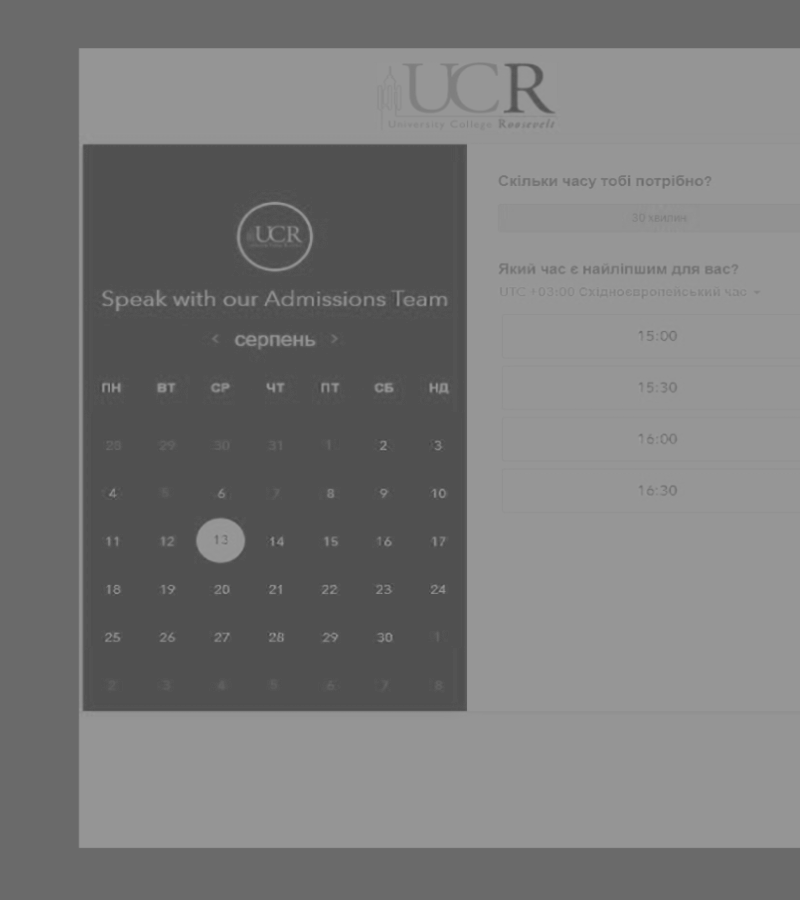 UCR
University College Roosevelt
UCR
Speak with our Admissions Team
< серпень >
ПН ВТ СР ЧТ ПТ СБ НД
28 29 30 31 1 2 3
4 5 6 7 8 9 10
11 12 13 14 15 16 17
18 19 20 21 22 23 24
25 26 27 28 29 30 1
2 3 4 5 6 7 8
Скільки часу тобі потрібно?
30 хвилин
Який час є найліпшим для вас?
UTC +03:00 Східноєвропейський час
15:00
15:30
16:00
16:30